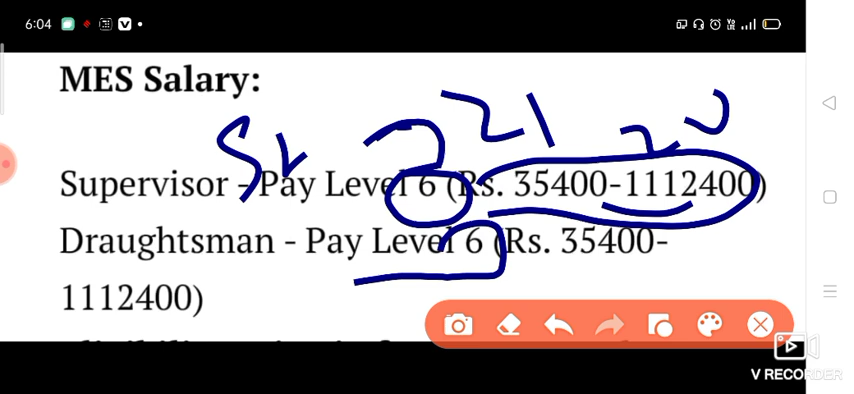 6:04
MES Salary:
Supervisor - Pay Level 6 (Rs. 35400-1112400)
Draughtsman - Pay Level 6 (Rs. 35400-
1112400)
V RECORDER